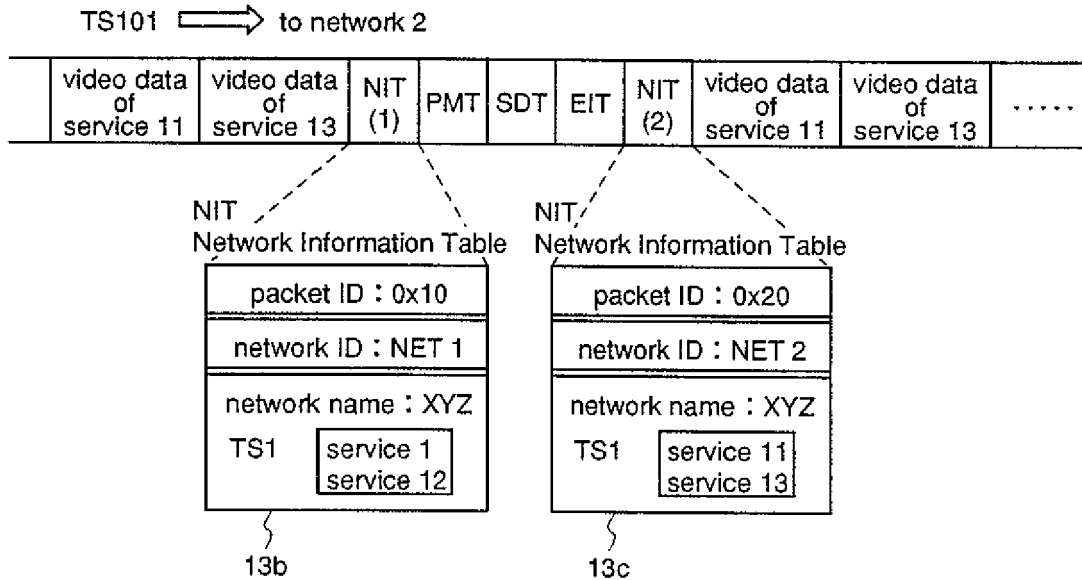 TS101 to network 2
video data of service 11
video data of service 13
NIT (1)
PMT
SDT
EIT
NIT (2)
video data of service 11
video data of service 13
.....
NIT
Network Information Table
packet ID : 0x10
network ID : NET 1
network name : XYZ
TS1
service 1
service 12
13b
NIT
Network Information Table
packet ID : 0x20
network ID : NET 2
network name : XYZ
TS1
service 11
service 13
13c